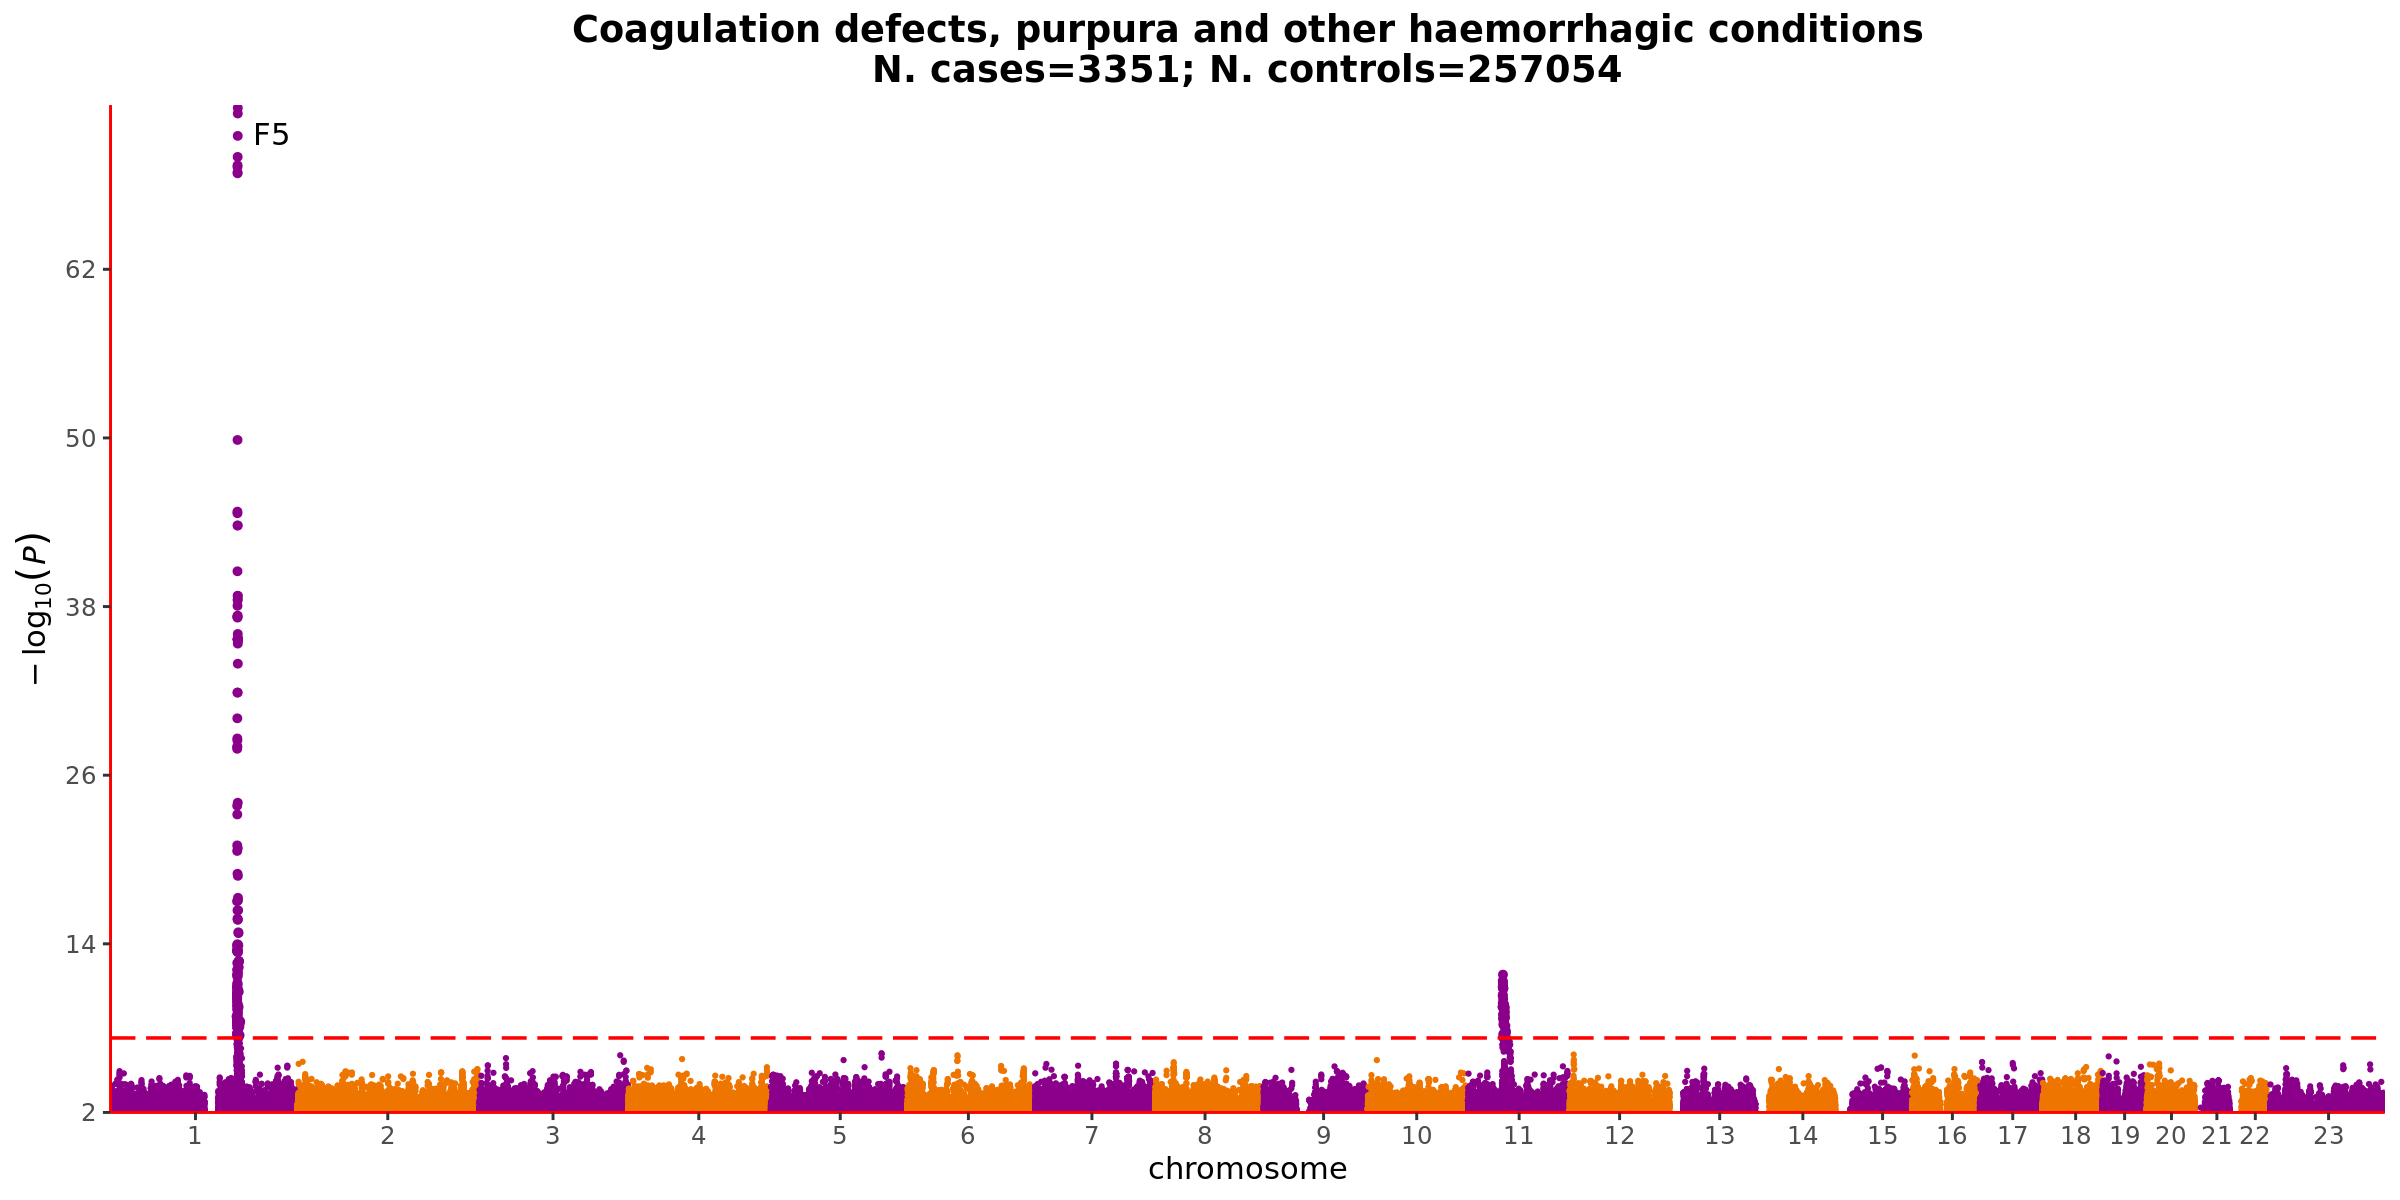 Coagulation defects, purpura and other haemorrhagic conditions
N. cases=3351; N. controls=257054
F5
62
50
38
26
14
2
−log₁₀(P)
1 2 3 4 5 6 7 8 9 10 11 12 13 14 15 16 17 18 19 20 21 22 23
chromosome